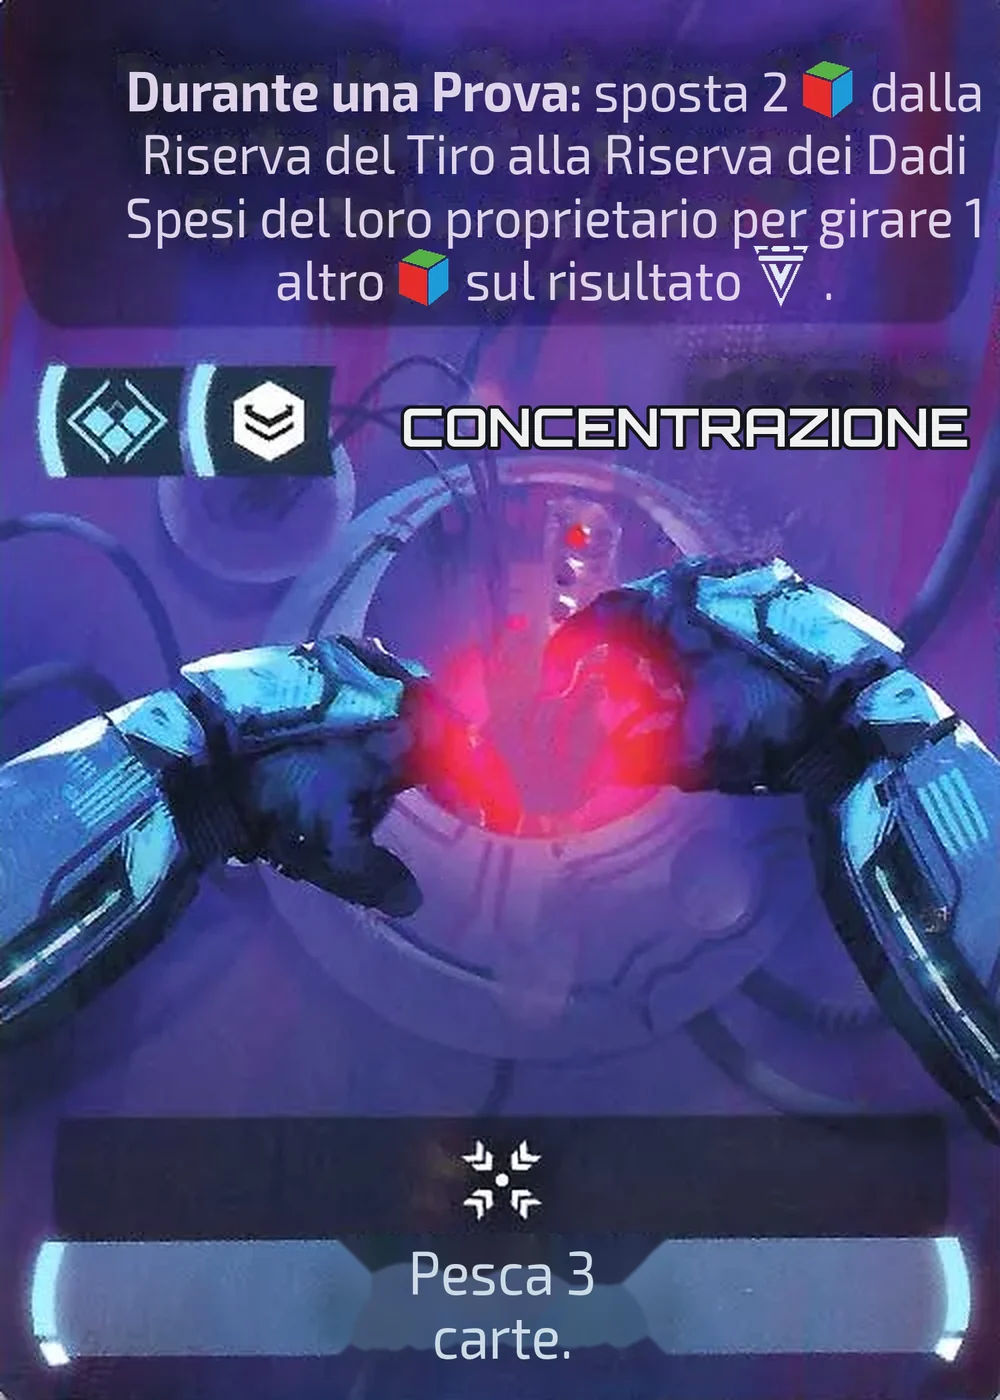 Durante una Prova: sposta 2 dalla
Riserva del Tiro alla Riserva dei Dadi
Spesi del loro proprietario per girare 1
altro sul risultato .
CONCENTRAZIONE
Pesca 3
carte.